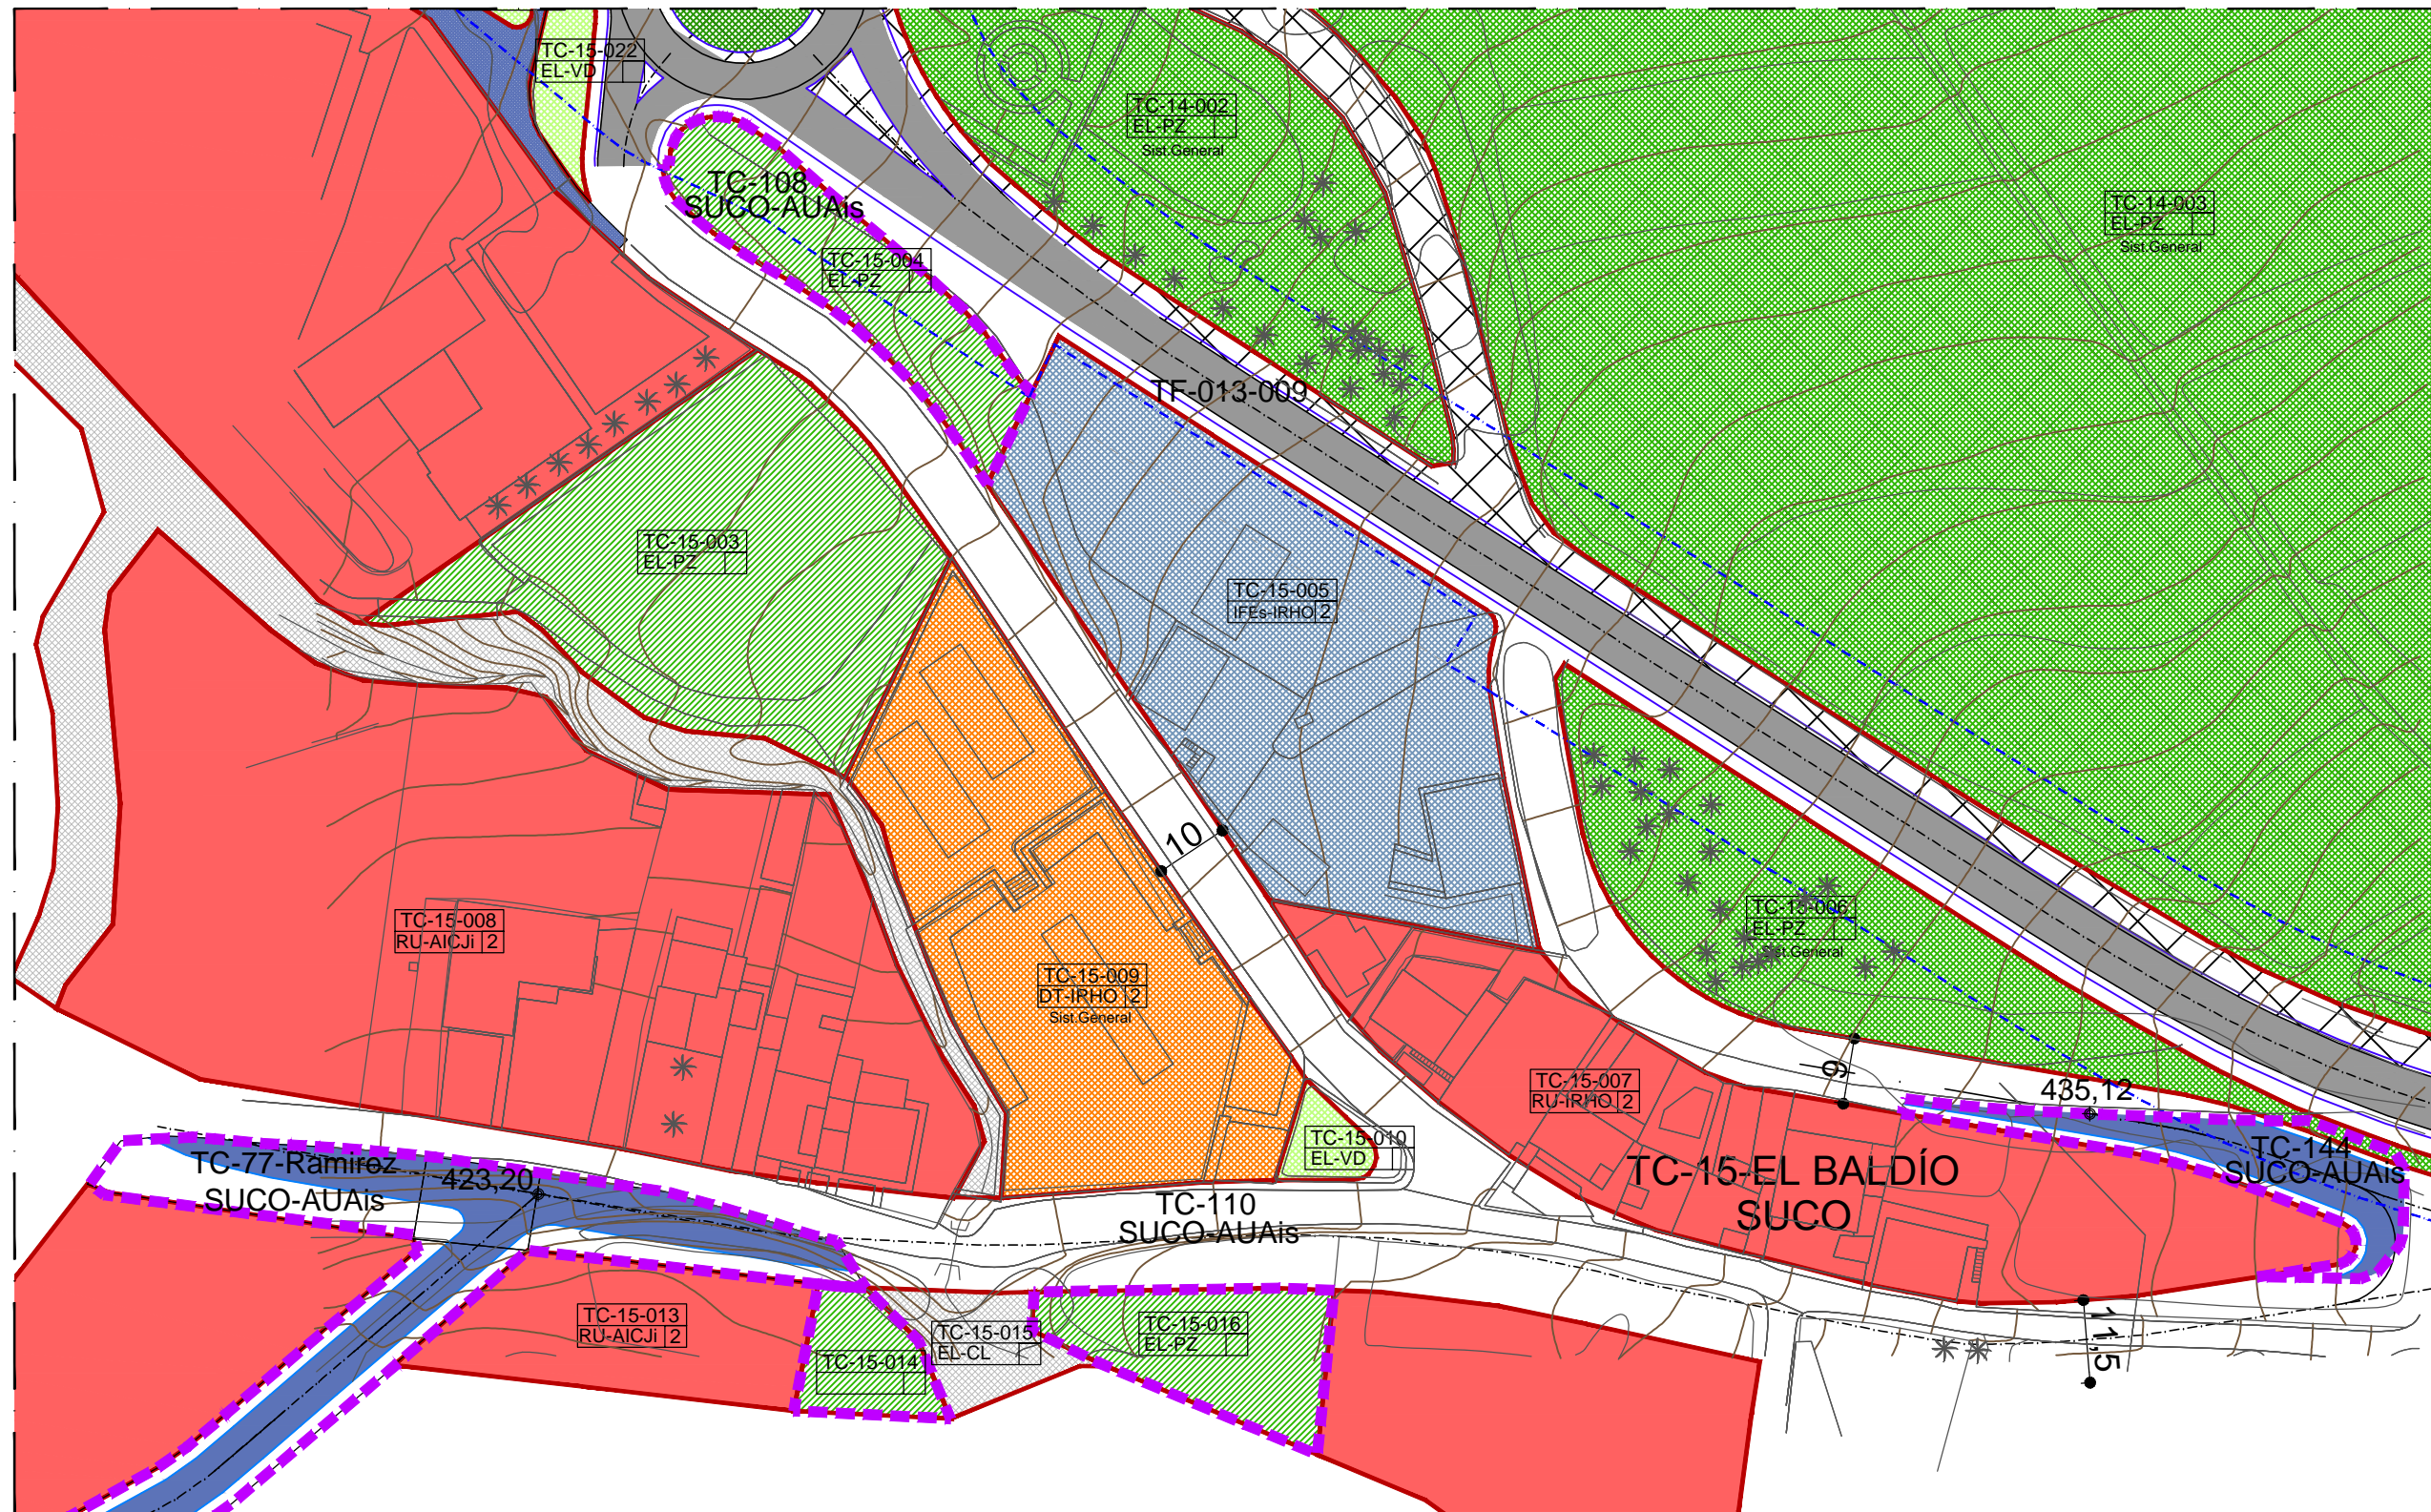 TC-15-022
EL-VD
TC-14-002
EL-PZ
Sist.General
TC-108
SUCO-AUAis
TC-14-003
EL-PZ
Sist.General
TC-15-004
EL-PZ
TF-013-009
TC-15-003
EL-PZ
TC-15-005
IFEs-IRHO 2
10
TC-15-008
RU-AICJi 2
TC-15-006
EL-PZ
Sist.General
TC-15-009
DT-IRHO 2
Sist.General
6
TC-15-007
RU-IRHO 2
435,12
TC-15-010
EL-VD
TC-144
SUCO-AUAis
TC-77-Ramirez
SUCO-AUAis
423,20
TC-15-EL BALDÍO
SUCO
TC-110
SUCO-AUAis
TC-15-013
RU-AICJi 2
TC-15-014
TC-15-015
EL-CL
TC-15-016
EL-PZ
11,5